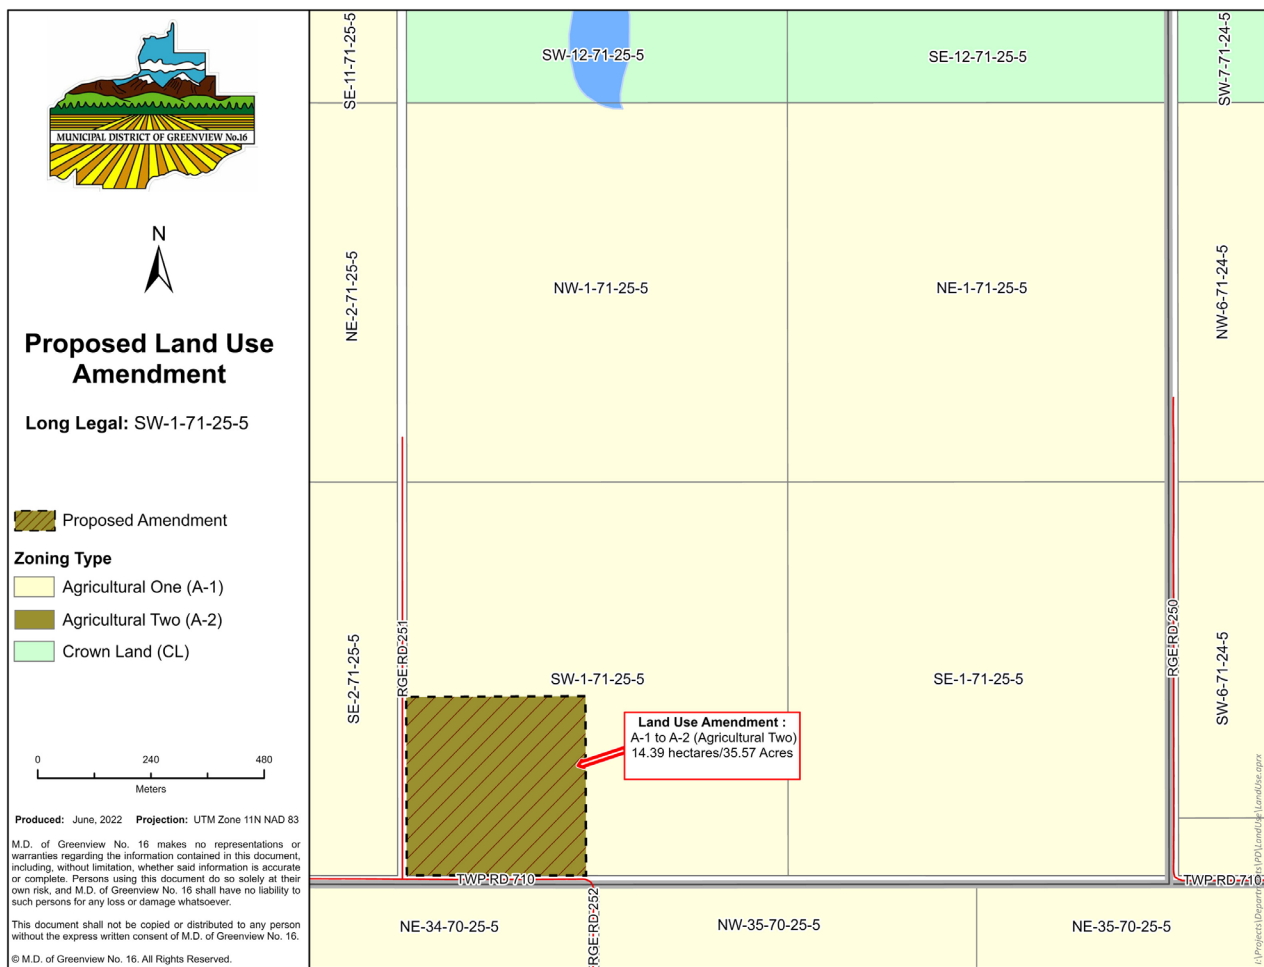 MUNICIPAL DISTRICT OF GREENVIEW No.16
N
Proposed Land Use
Amendment
Long Legal: SW-1-71-25-5
Proposed Amendment
Zoning Type
Agricultural One (A-1)
Agricultural Two (A-2)
Crown Land (CL)
0 240 480
Meters
Produced: June, 2022 Projection: UTM Zone 11N NAD 83
M.D. of Greenview No. 16 makes no representations or
warranties regarding the information contained in this document,
including, without limitation, whether said information is accurate
or complete. Persons using this document do so solely at their
own risk, and M.D. of Greenview No. 16 shall have no liability to
such persons for any loss or damage whatsoever.
This document shall not be copied or distributed to any person
without the express written consent of M.D. of Greenview No. 16.
© M.D. of Greenview No. 16. All Rights Reserved.
SE-11-71-25-5
SW-12-71-25-5
SE-12-71-25-5
SW-7-71-24-5
NE-2-71-25-5
NW-1-71-25-5
NE-1-71-25-5
NW-6-71-24-5
SE-2-71-25-5
RGE RD 251
SW-1-71-25-5
SE-1-71-25-5
RGE RD 250
SW-6-71-24-5
Land Use Amendment :
A-1 to A-2 (Agricultural Two)
14.39 hectares/35.57 Acres
TWP RD 710
TWP RD 710
NE-34-70-25-5
RGE RD 252
NW-35-70-25-5
NE-35-70-25-5
I:\Projects\Departments\PD\LandUse\LandUse.aprx